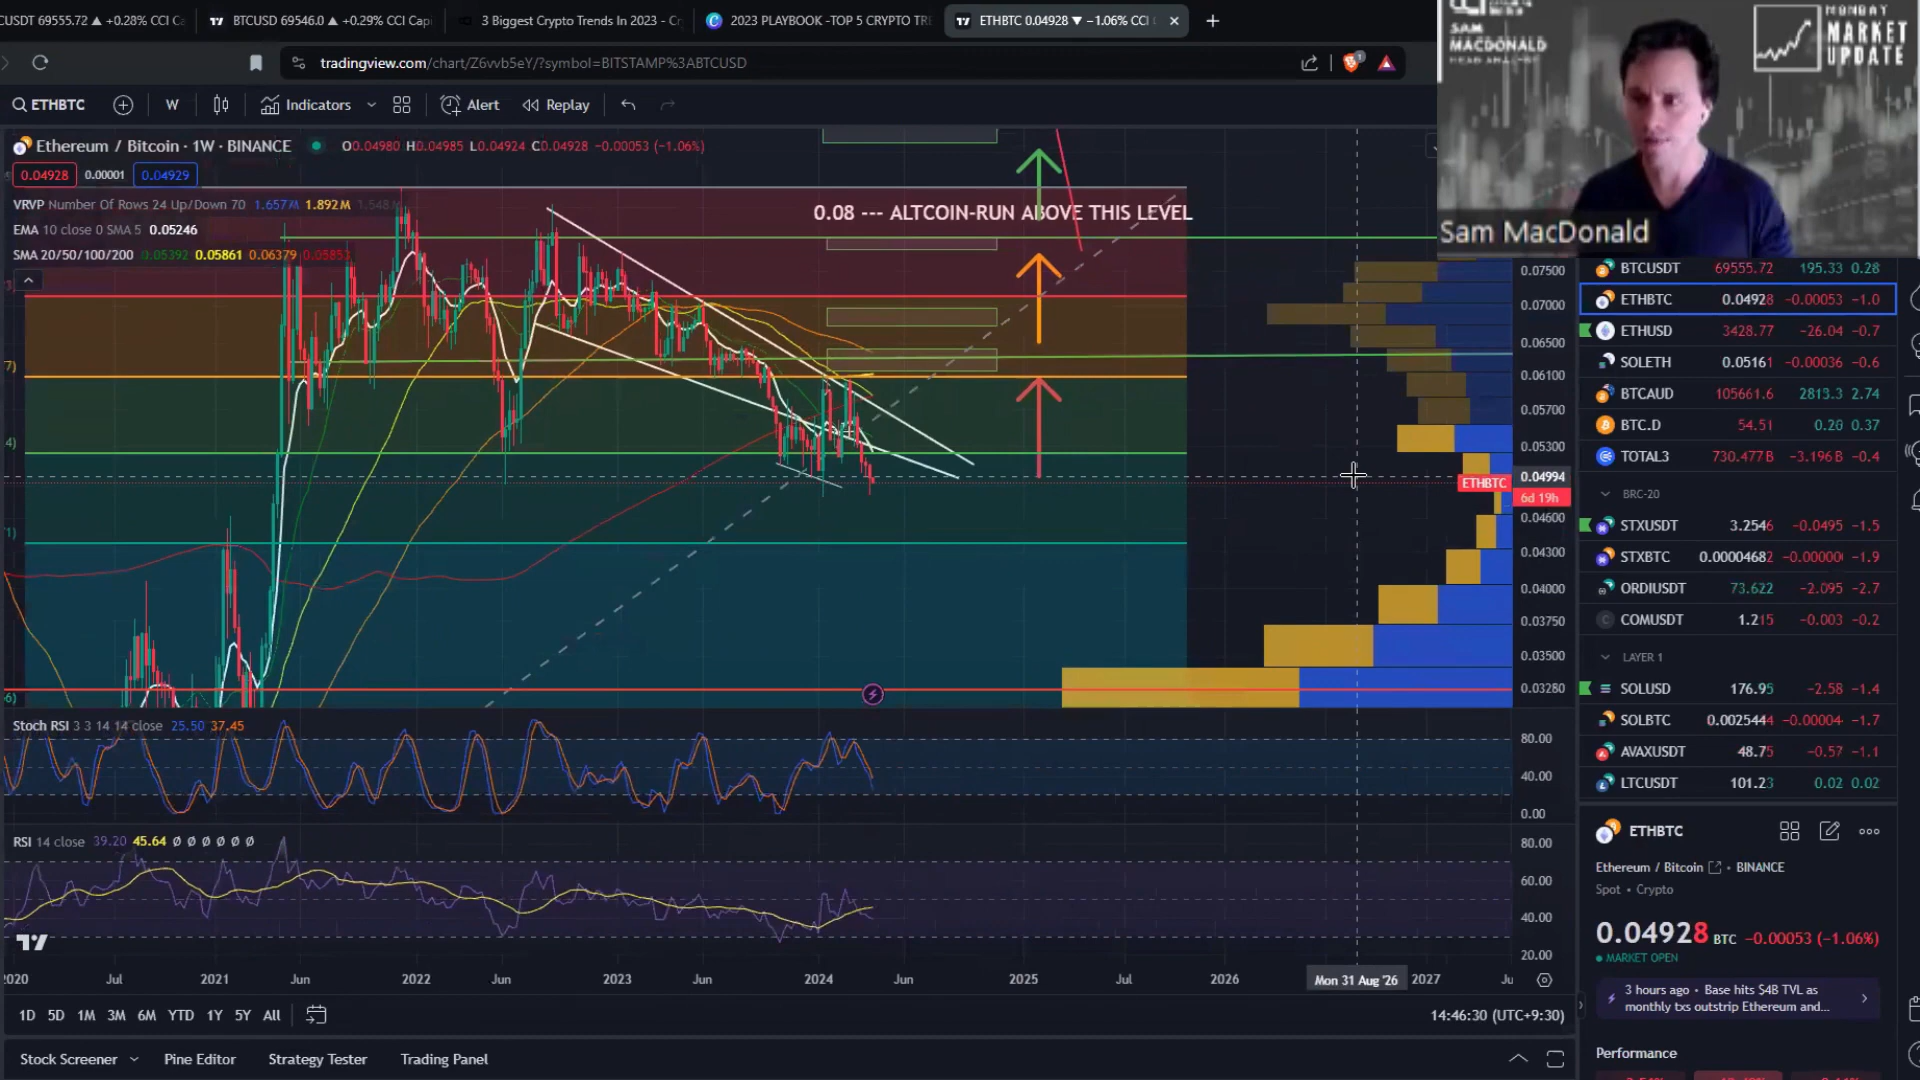 CUSDT 69555.72 ▲ +0.28% CCI Ca
BTCUSD 69546.0 ▲ +0.29% CCI Capi
3 Biggest Crypto Trends In 2023 - Cr
2023 PLAYBOOK -TOP 5 CRYPTO TRE
ETHBTC 0.04928 ▼ −1.06% CCI
tradingview.com/chart/Z6vvb5eY/?symbol=BITSTAMP%3ABTCUSD
ETHBTC
W
Indicators
Alert
Replay
Ethereum / Bitcoin · 1W · BINANCE
O0.04980 H0.04985 L0.04924 C0.04928 −0.00053 (−1.06%)
0.04928
0.00001
0.04929
VRVP Number Of Rows 24 Up/Down 70 1.657M 1.892M 1.548
EMA 10 close 0 SMA 5 0.05246
SMA 20/50/100/200 0.05392 0.05861 0.06379 0.05853
0.08 --- ALTCOIN-RUN ABOVE THIS LEVEL
SAM
MACDONALD
HEAD ANALYST
MONDAY
MARKET
UPDATE
Sam MacDonald
0.07500
0.07000
0.06500
0.06100
0.05700
0.05300
0.04994
ETHBTC
6d 19h
0.04600
0.04300
0.04000
0.03750
0.03500
0.03280
BTCUSDT 69555.72 195.33 0.28
ETHBTC 0.04928 −0.00053 −1.0
ETHUSD 3428.77 −26.04 −0.7
SOLETH 0.05161 −0.00036 −0.6
BTCAUD 105661.6 2813.3 2.74
BTC.D 54.51 0.20 0.37
TOTAL3 730.477B −3.196B −0.4
BRC-20
STXUSDT 3.2546 −0.0495 −1.5
STXBTC 0.00004682 −0.000000 −1.9
ORDIUSDT 73.622 −2.095 −2.7
COMUSDT 1.215 −0.003 −0.2
LAYER 1
SOLUSD 176.95 −2.58 −1.4
SOLBTC 0.0025444 −0.00004 −1.7
AVAXUSDT 48.75 −0.57 −1.1
LTCUSDT 101.23 0.02 0.02
Stoch RSI 3 3 14 14 close 25.50 37.45
80.00
40.00
0.00
RSI 14 close 39.20 45.64 Ø Ø Ø Ø Ø Ø
80.00
60.00
40.00
20.00
2020 Jul 2021 Jun 2022 Jun 2023 Jun 2024 Jun 2025 Jul 2026 Mon 31 Aug '26 2027 Ju
1D 5D 1M 3M 6M YTD 1Y 5Y All
14:46:30 (UTC+9:30)
Stock Screener
Pine Editor
Strategy Tester
Trading Panel
ETHBTC
Ethereum / Bitcoin · BINANCE
Spot • Crypto
0.04928 BTC −0.00053 (−1.06%)
MARKET OPEN
3 hours ago • Base hits $4B TVL as
monthly txs outstrip Ethereum and...
Performance